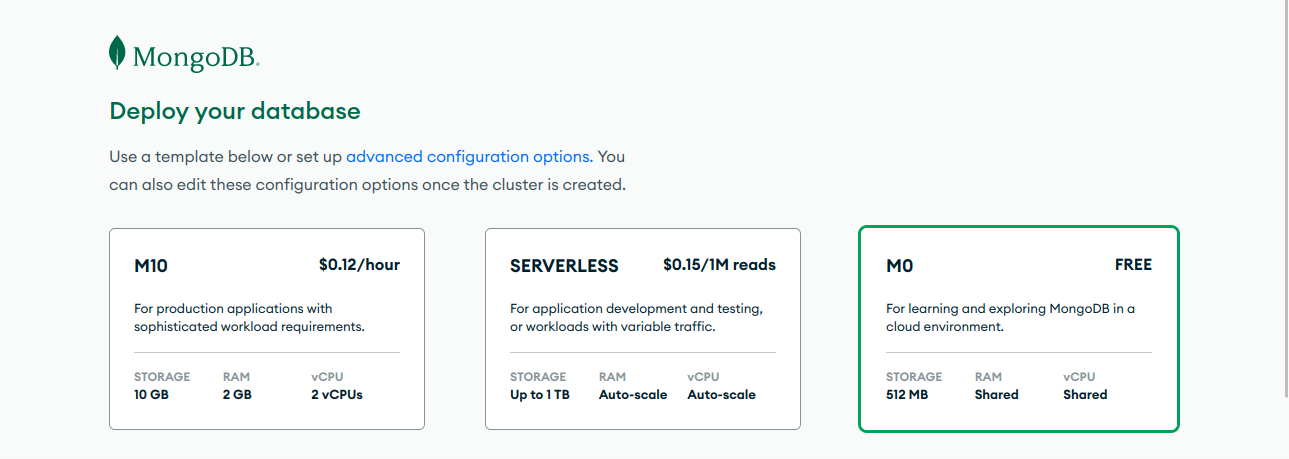 MongoDB®
Deploy your database
Use a template below or set up advanced configuration options. You
can also edit these configuration options once the cluster is created.
M10 $0.12/hour
For production applications with
sophisticated workload requirements.
STORAGE RAM vCPU
10 GB 2 GB 2 vCPUs
SERVERLESS $0.15/1M reads
For application development and testing,
or workloads with variable traffic.
STORAGE RAM vCPU
Up to 1 TB Auto-scale Auto-scale
M0 FREE
For learning and exploring MongoDB in a
cloud environment.
STORAGE RAM vCPU
512 MB Shared Shared